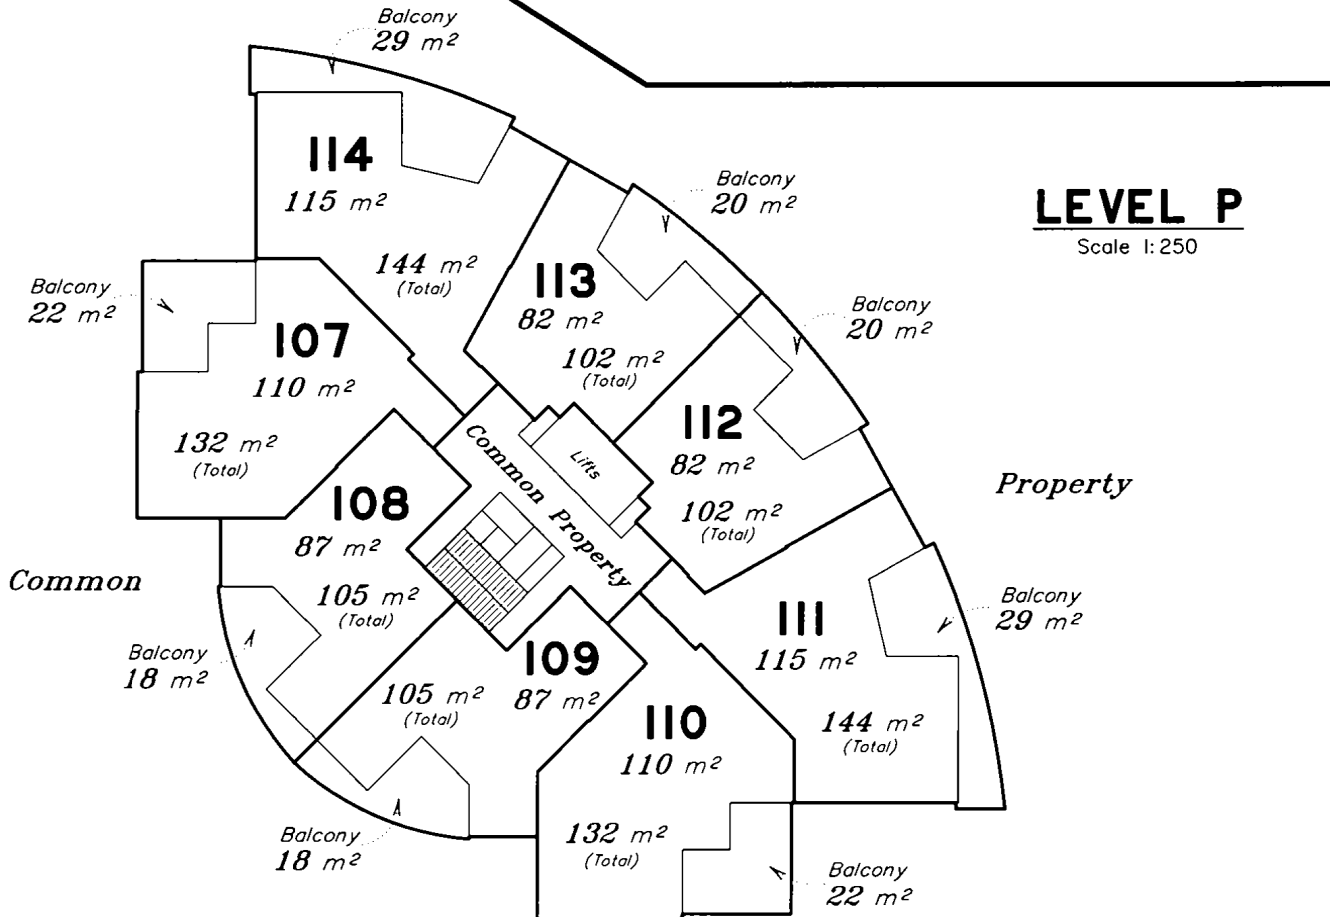 Balcony
29 m²
114
115 m²
144 m²
(Total)
Balcony
20 m²
LEVEL P
Scale 1:250
113
82 m²
102 m²
(Total)
Balcony
22 m²
107
110 m²
132 m²
(Total)
Balcony
20 m²
112
82 m²
102 m²
(Total)
Lifts
Common Property
Property
108
87 m²
105 m²
(Total)
Common
Balcony
18 m²
109
87 m²
105 m²
(Total)
111
115 m²
144 m²
(Total)
Balcony
29 m²
110
110 m²
132 m²
(Total)
Balcony
18 m²
Balcony
22 m²